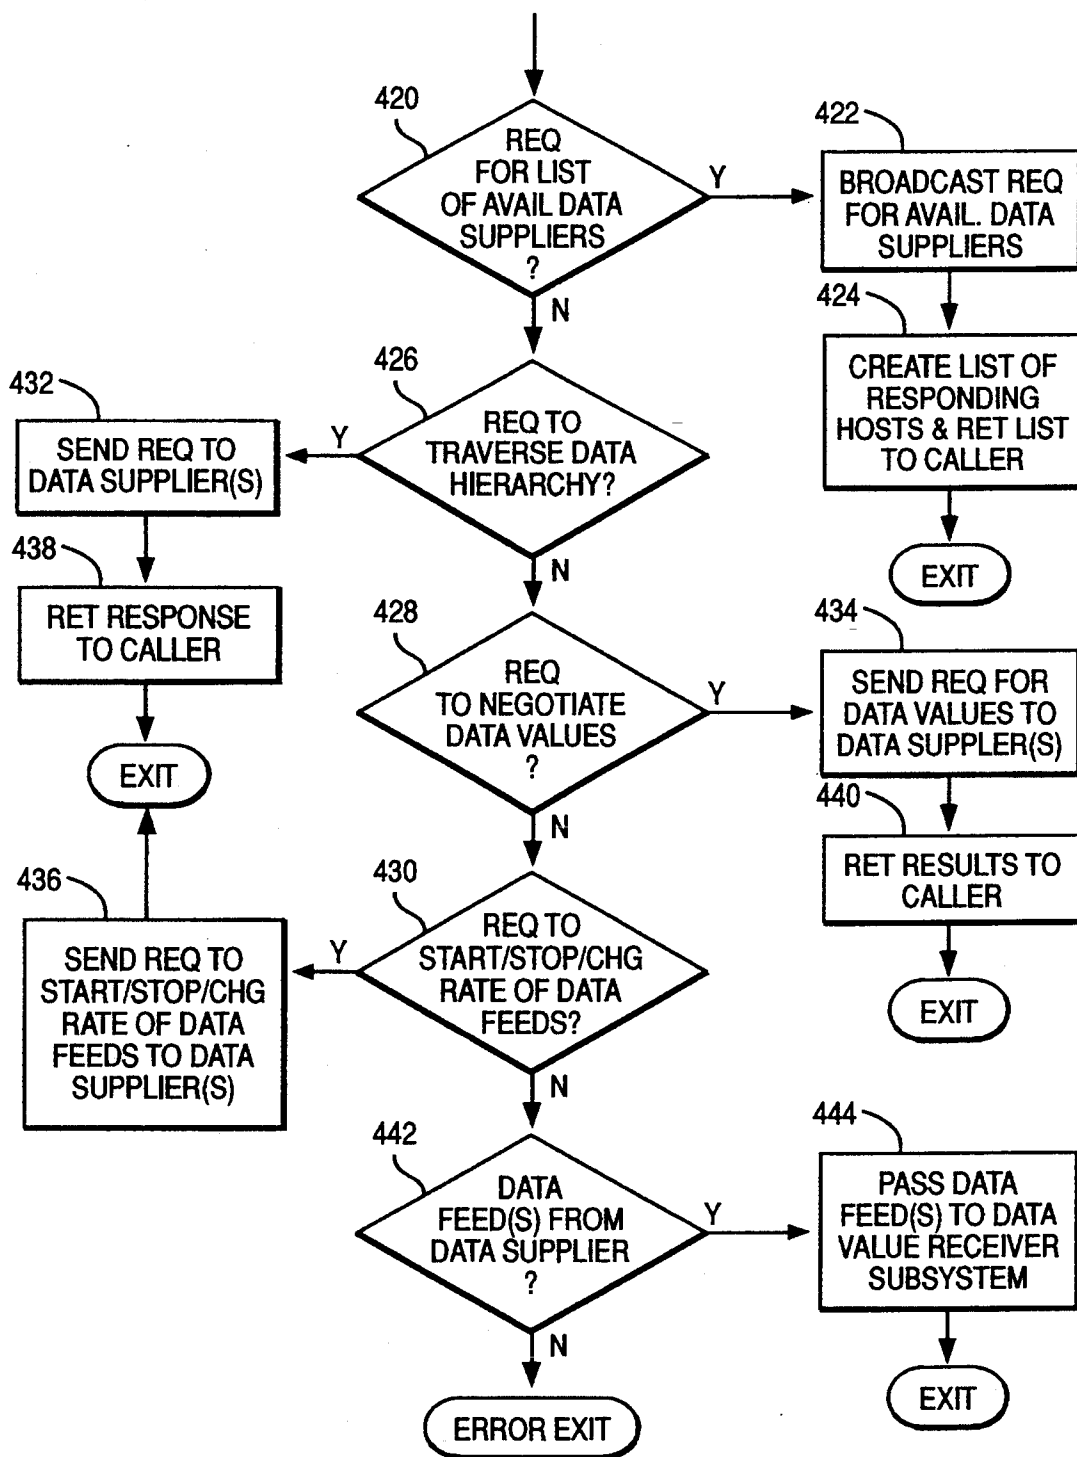 420
REQ
FOR LIST
OF AVAIL DATA
SUPPLIERS
?
Y
N
422
BROADCAST REQ
FOR AVAIL. DATA
SUPPLIERS
424
CREATE LIST OF
RESPONDING
HOSTS & RET LIST
TO CALLER
EXIT
426
REQ TO
TRAVERSE DATA
HIERARCHY?
Y
N
432
SEND REQ TO
DATA SUPPLIER(S)
438
RET RESPONSE
TO CALLER
EXIT
428
REQ
TO NEGOTIATE
DATA VALUES
?
Y
N
434
SEND REQ FOR
DATA VALUES TO
DATA SUPPLER(S)
440
RET RESULTS TO
CALLER
EXIT
430
REQ TO
START/STOP/CHG
RATE OF DATA
FEEDS?
Y
N
436
SEND REQ TO
START/STOP/CHG
RATE OF DATA
FEEDS TO DATA
SUPPLIER(S)
442
DATA
FEED(S) FROM
DATA SUPPLIER
?
Y
N
444
PASS DATA
FEED(S) TO DATA
VALUE RECEIVER
SUBSYSTEM
EXIT
ERROR EXIT